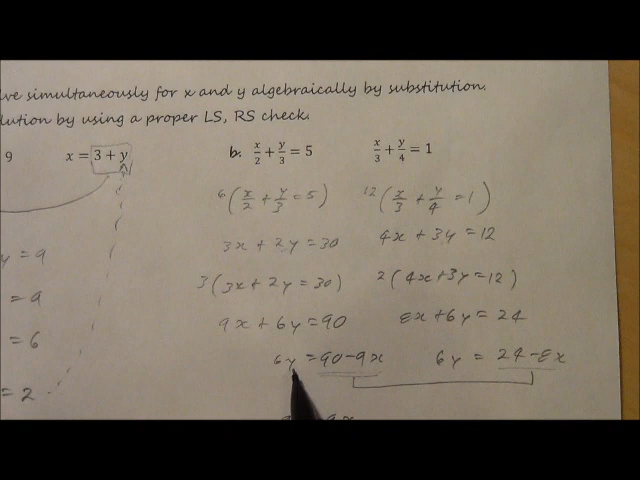 ve simultaneously for x and y algebraically by substitution.
lution by using a proper LS, RS check.
9 x = 3 + y b. x/2 + y/3 = 5 x/3 + y/4 = 1
6(x/2 + y/3 = 5) 12(x/3 + y/4 = 1)
y = 9 3x + 2y = 30 4x + 3y = 12
= 9 3(3x + 2y = 30) 2(4x + 3y = 12)
= 6 9x + 6y = 90 8x + 6y = 24
6y = 90 - 9x 6y = 24 - 8x
= 2